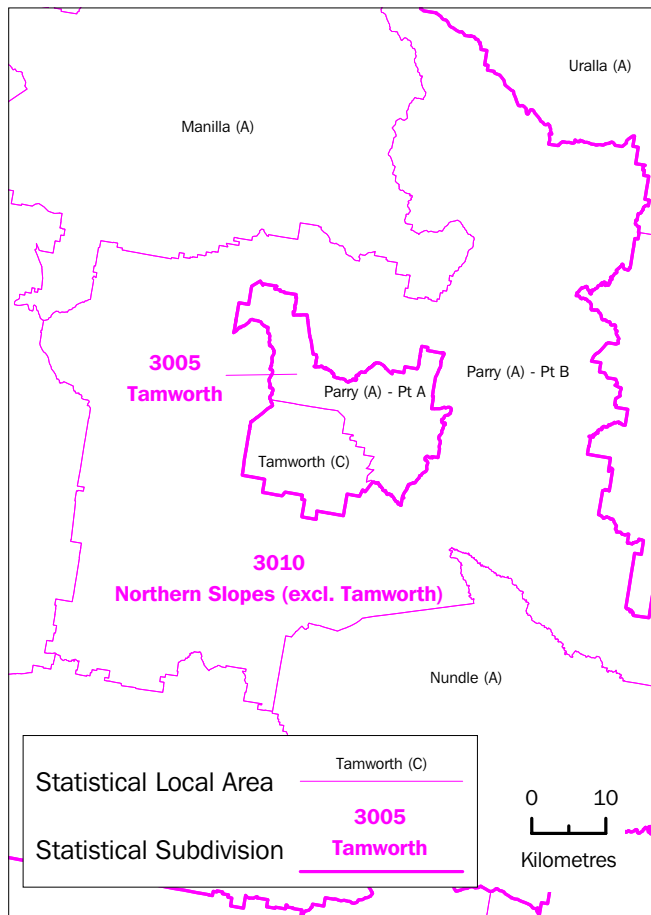 Uralla (A)
Manilla (A)
3005
Tamworth
Parry (A) - Pt B
Parry (A) - Pt A
Tamworth (C)
3010
Northern Slopes (excl. Tamworth)
Nundle (A)
Statistical Local Area
Tamworth (C)
Statistical Subdivision
3005
Tamworth
0 10
Kilometres